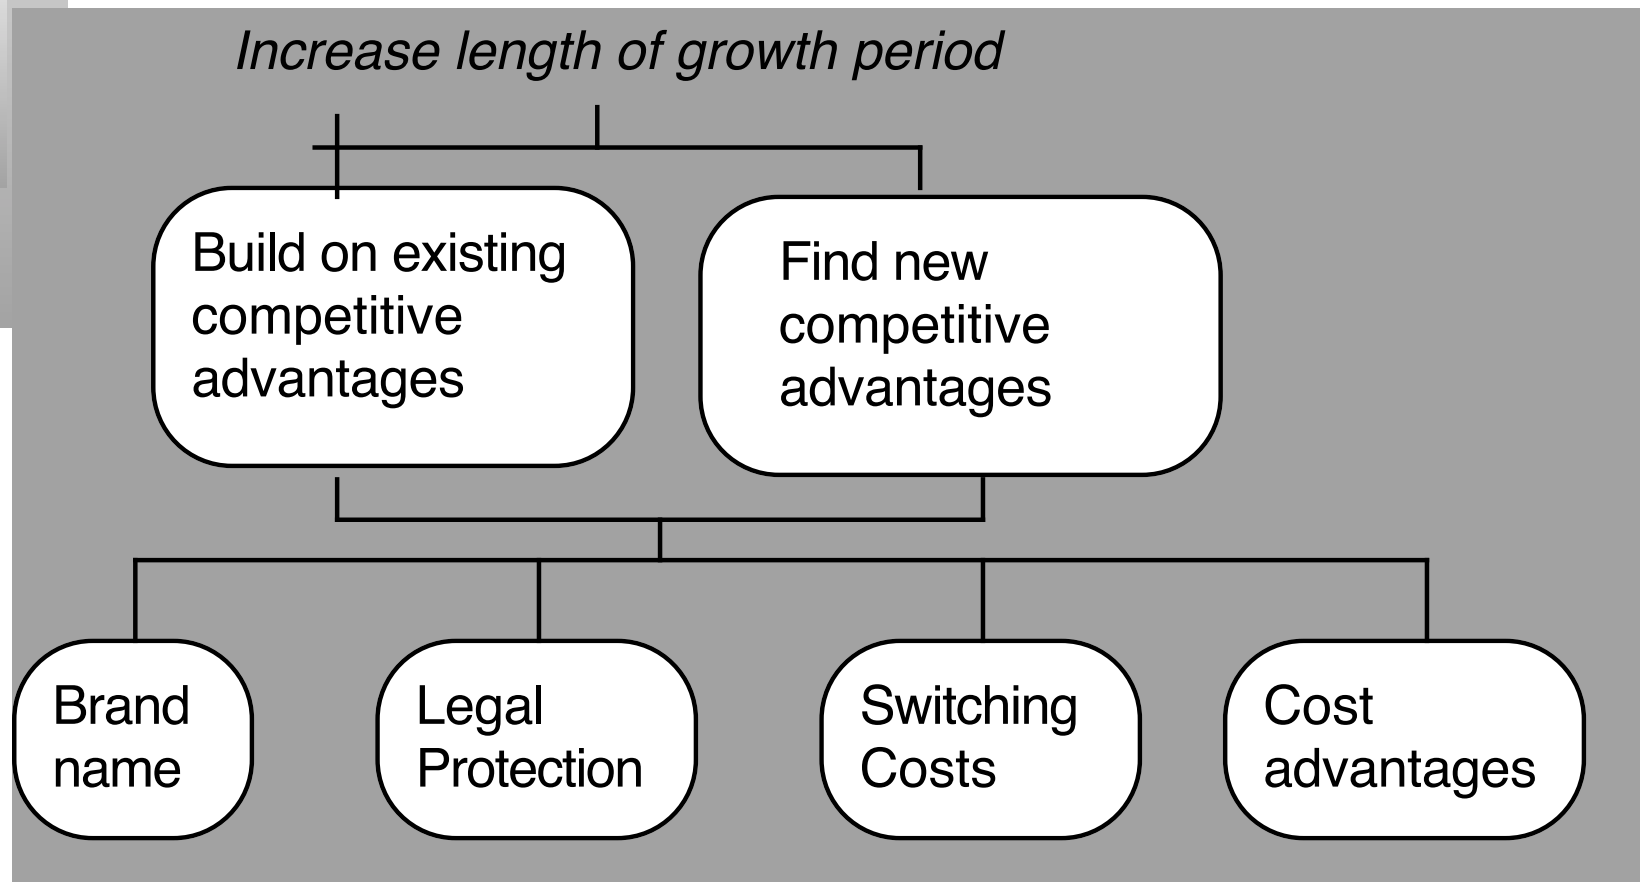 Increase length of growth period
Build on existing
competitive
advantages
Find new
competitive
advantages
Brand
name
Legal
Protection
Switching
Costs
Cost
advantages